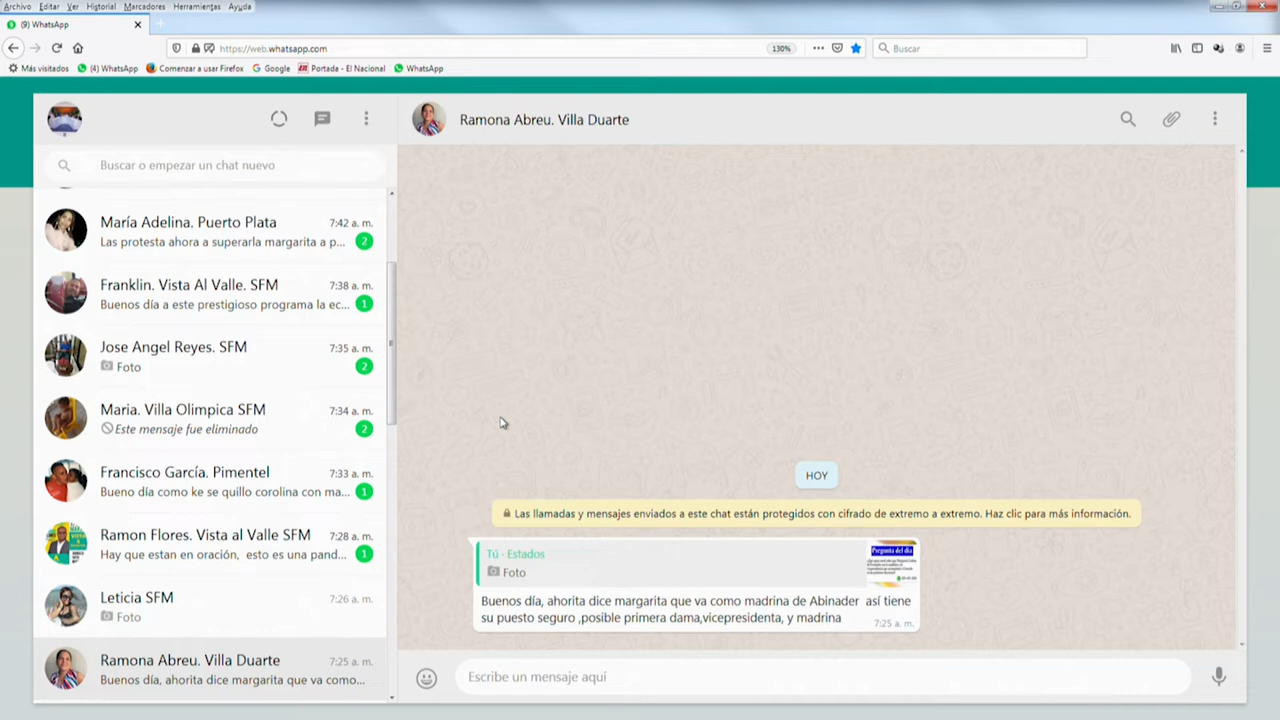 Archivo Editar Ver Historial Marcadores Herramientas Ayuda
(9) WhatsApp
https://web.whatsapp.com
130%
Buscar
Más visitados (4) WhatsApp Comenzar a usar Firefox Google Portada - El Nacional WhatsApp
Buscar o empezar un chat nuevo
María Adelina. Puerto Plata 7:42 a. m.
Las protesta ahora a superarla margarita a p... 2
Franklin. Vista Al Valle. SFM 7:38 a. m.
Buenos día a este prestigioso programa la ec... 1
Jose Angel Reyes. SFM 7:35 a. m.
Foto 2
Maria. Villa Olimpica SFM 7:34 a. m.
Este mensaje fue eliminado 2
Francisco García. Pimentel 7:33 a. m.
Bueno día como ke se quillo corolina con ma... 1
Ramon Flores. Vista al Valle SFM 7:28 a. m.
Hay que estan en oración, esto es una pand... 1
Leticia SFM 7:26 a. m.
Foto
Ramona Abreu. Villa Duarte 7:25 a. m.
Buenos día, ahorita dice margarita que va como...
Ramona Abreu. Villa Duarte
HOY
Las llamadas y mensajes enviados a este chat están protegidos con cifrado de extremo a extremo. Haz clic para más información.
Tú · Estados
Foto
Pregunta del día
Buenos día, ahorita dice margarita que va como madrina de Abinader así tiene
su puesto seguro ,posible primera dama,vicepresidenta, y madrina
7:25 a. m.
Escribe un mensaje aquí